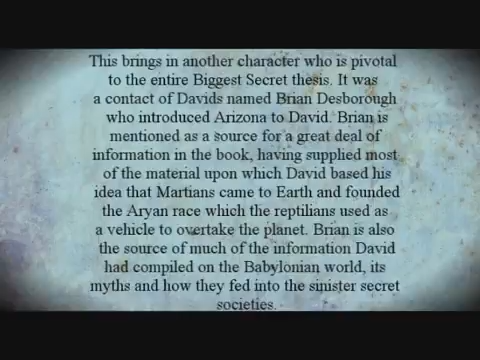 This brings in another character who is pivotal
to the entire Biggest Secret thesis. It was
a contact of Davids named Brian Desborough
who introduced Arizona to David. Brian is
mentioned as a source for a great deal of
information in the book, having supplied most
of the material upon which David based his
idea that Martians came to Earth and founded
the Aryan race which the reptilians used as
a vehicle to overtake the planet. Brian is also
the source of much of the information David
had compiled on the Babylonian world, its
myths and how they fed into the sinister secret
societies.